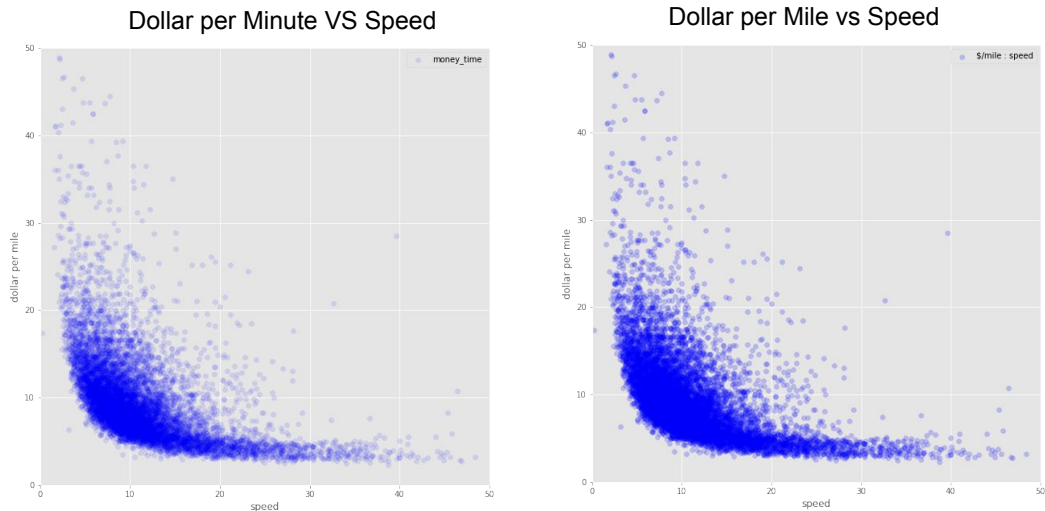 Dollar per Minute VS Speed
money_time
50
40
30
20
10
0
dollar per mile
0 10 20 30 40 50
speed
Dollar per Mile vs Speed
$/mile : speed
50
40
30
20
10
0
dollar per mile
0 10 20 30 40 50
speed